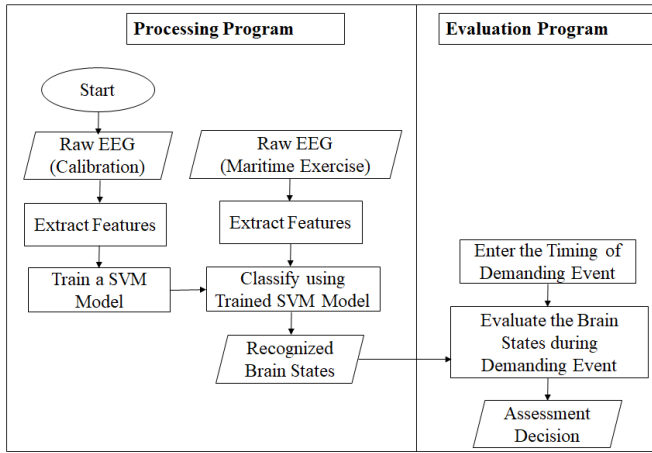 Processing Program
Evaluation Program
Start
Raw EEG
(Calibration)
Raw EEG
(Maritime Exercise)
Extract Features
Extract Features
Train a SVM
Model
Classify using
Trained SVM Model
Recognized
Brain States
Enter the Timing of
Demanding Event
Evaluate the Brain
States during
Demanding Event
Assessment
Decision